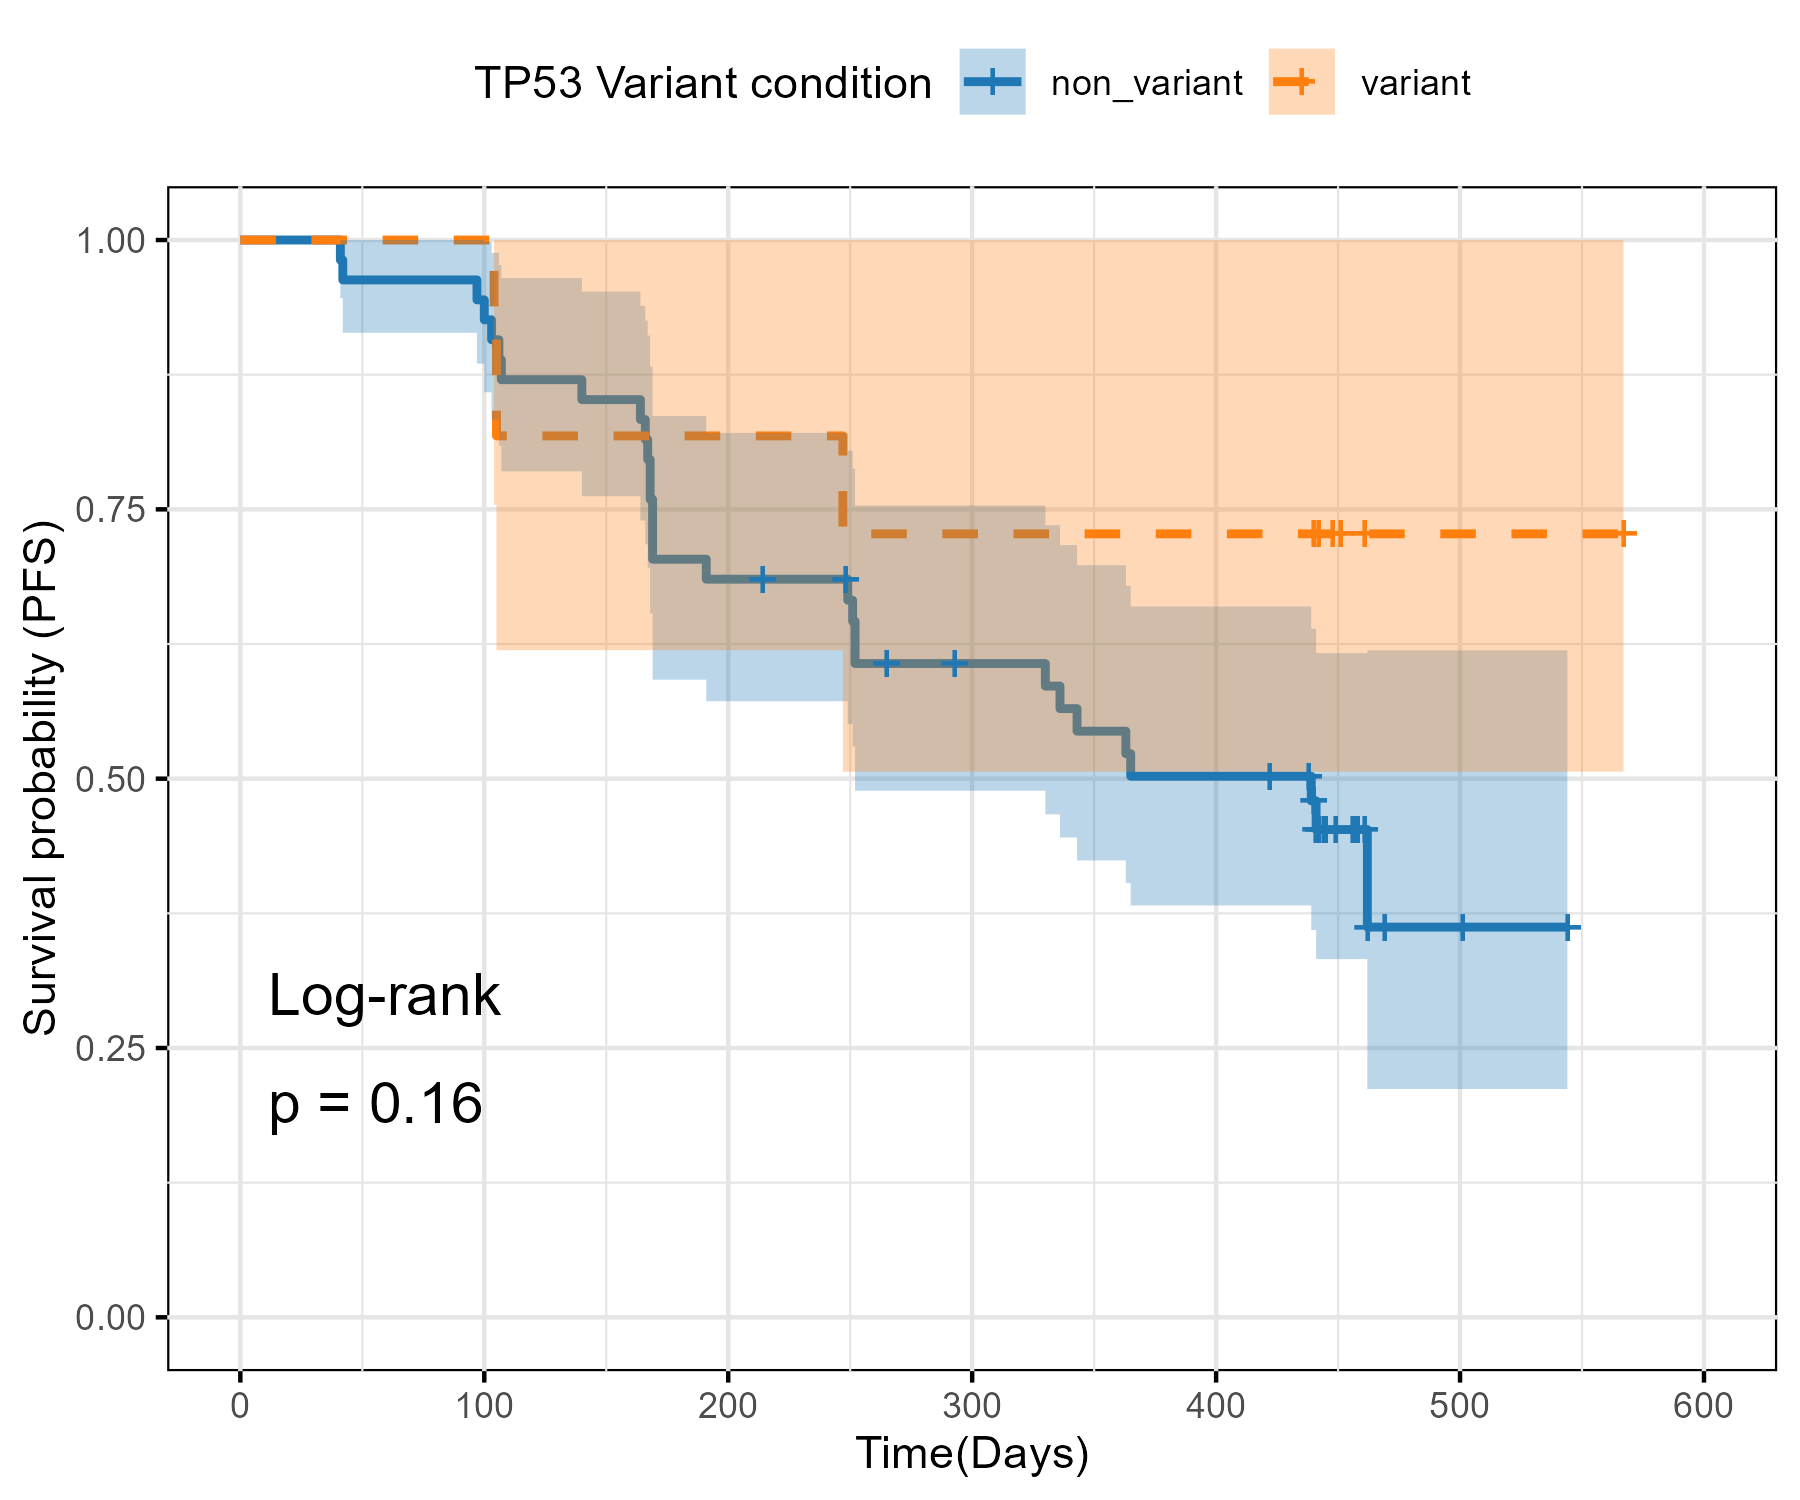 TP53 Variant condition non_variant variant
Survival probability (PFS)
1.00
0.75
0.50
0.25
0.00
Log-rank
p = 0.16
0 100 200 300 400 500 600
Time(Days)